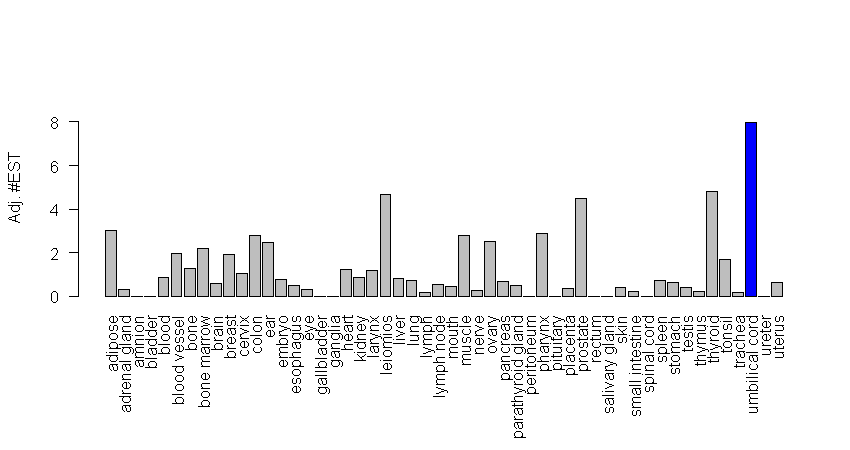 Adj. #EST
8
6
4
2
0
adipose
adrenal gland
amnion
bladder
blood
blood vessel
bone
bone marrow
brain
breast
cervix
colon
ear
embryo
esophagus
eye
gallbladder
ganglia
heart
kidney
larynx
leiomios
liver
lung
lymph
lymph node
mouth
muscle
nerve
ovary
pancreas
parathyroid gland
peritoneum
pharynx
pituitary
placenta
prostate
rectum
salivary gland
skin
small intestine
spinal cord
spleen
stomach
testis
thymus
thyroid
tonsil
trachea
umbilical cord
ureter
uterus